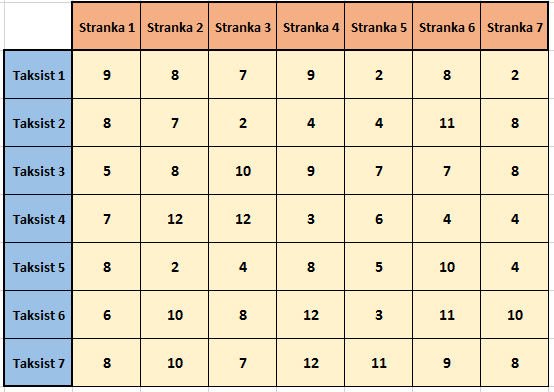 Stranka 1 Stranka 2 Stranka 3 Stranka 4 Stranka 5 Stranka 6 Stranka 7
Taksist 1 9 8 7 9 2 8 2
Taksist 2 8 7 2 4 4 11 8
Taksist 3 5 8 10 9 7 7 8
Taksist 4 7 12 12 3 6 4 4
Taksist 5 8 2 4 8 5 10 4
Taksist 6 6 10 8 12 3 11 10
Taksist 7 8 10 7 12 11 9 8